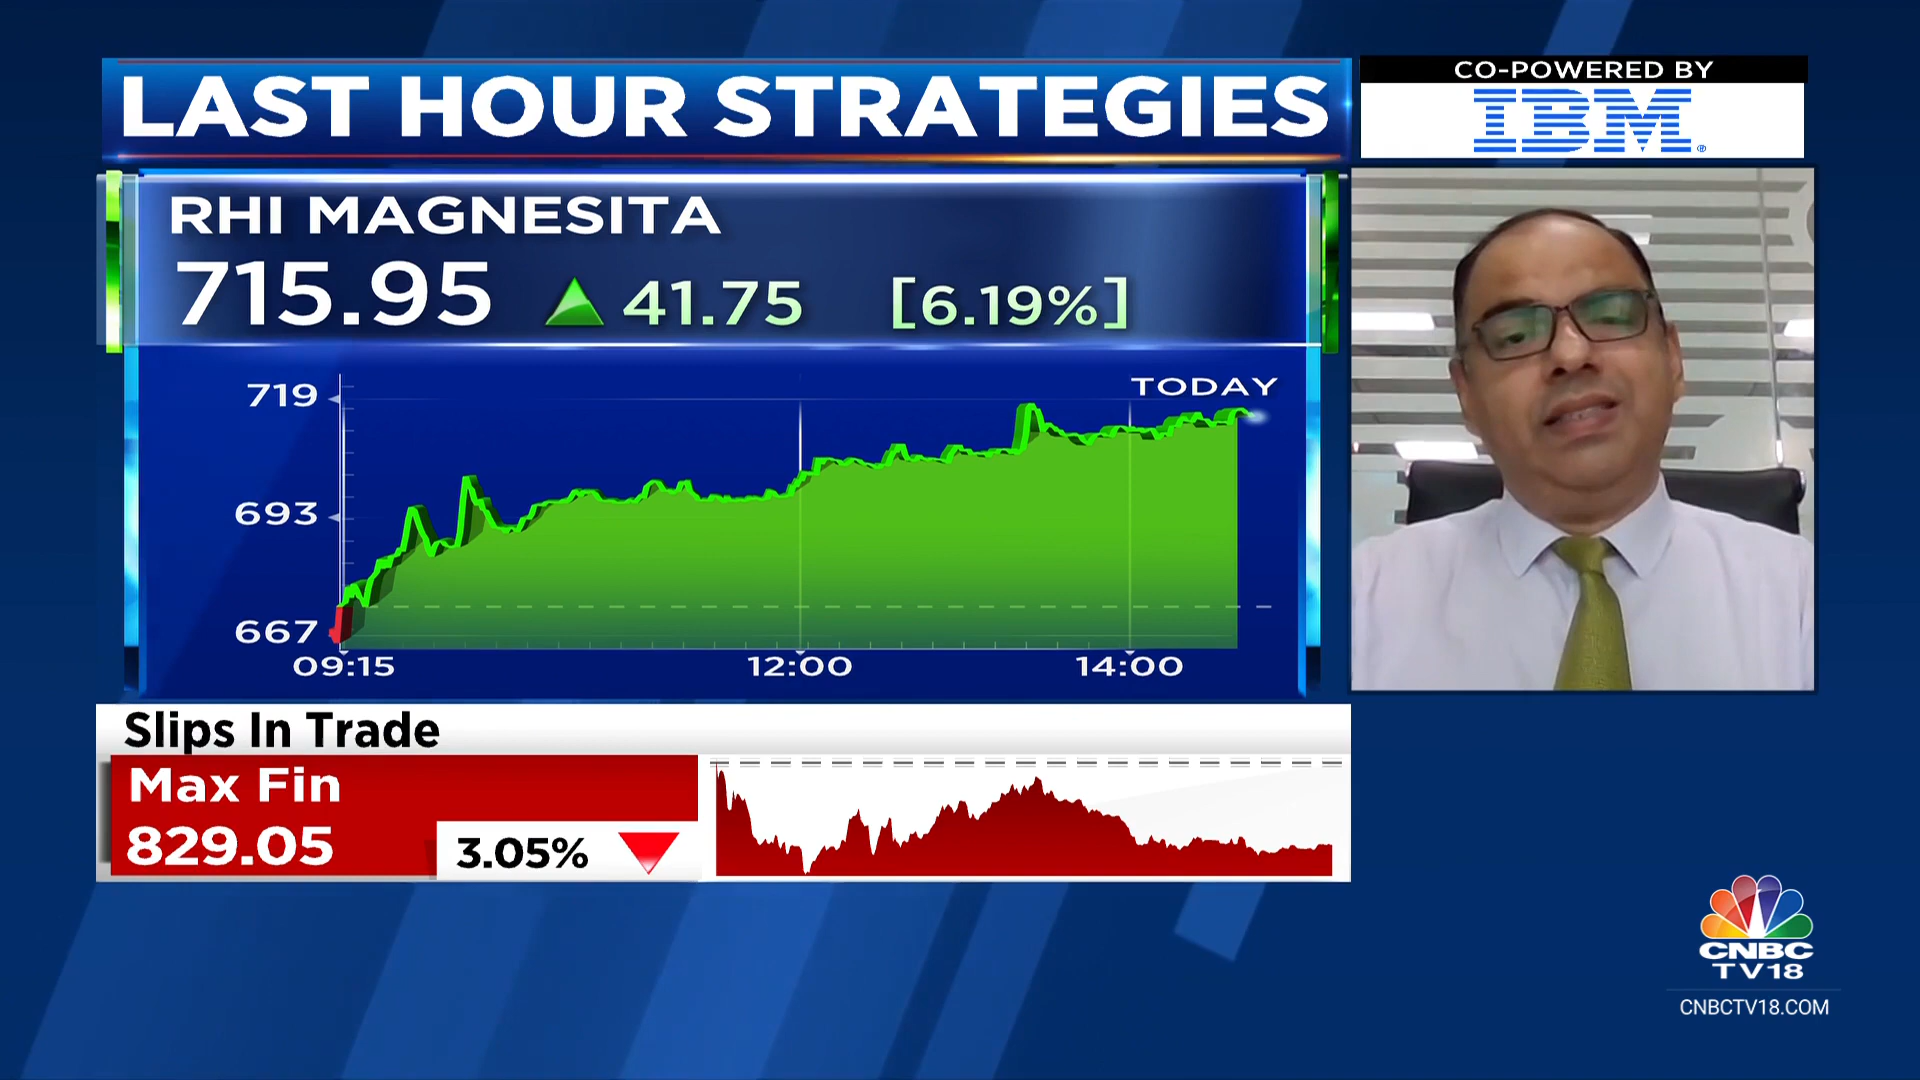 LAST HOUR STRATEGIES
CO-POWERED BY
IBM®
RHI MAGNESITA
715.95 ▲ 41.75 [6.19%]
TODAY
719
693
667
09:15 12:00 14:00
Slips In Trade
Max Fin
829.05 3.05% ▼
CNBC
TV18
CNBCTV18.COM